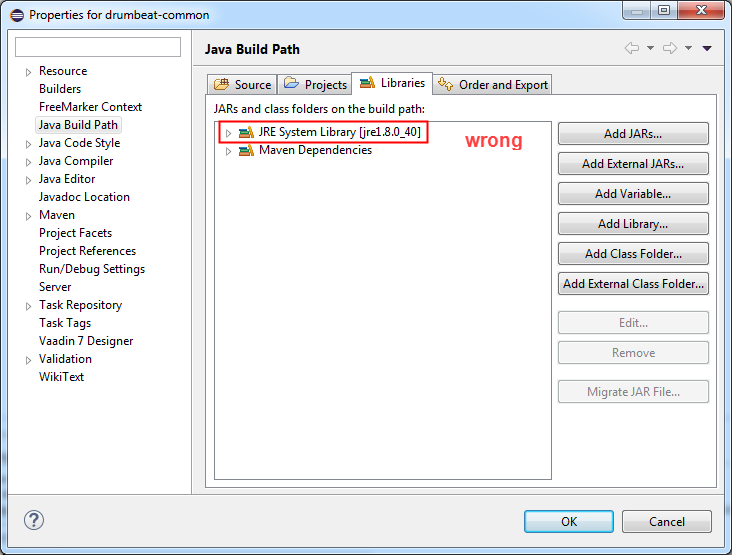 Properties for drumbeat-common
Resource
Builders
FreeMarker Context
Java Build Path
Java Code Style
Java Compiler
Java Editor
Javadoc Location
Maven
Project Facets
Project References
Run/Debug Settings
Server
Task Repository
Task Tags
Vaadin 7 Designer
Validation
WikiText
Java Build Path
Source Projects Libraries Order and Export
JARs and class folders on the build path:
JRE System Library [jre1.8.0_40]
wrong
Maven Dependencies
Add JARs...
Add External JARs...
Add Variable...
Add Library...
Add Class Folder...
Add External Class Folder...
Edit...
Remove
Migrate JAR File...
?
OK Cancel